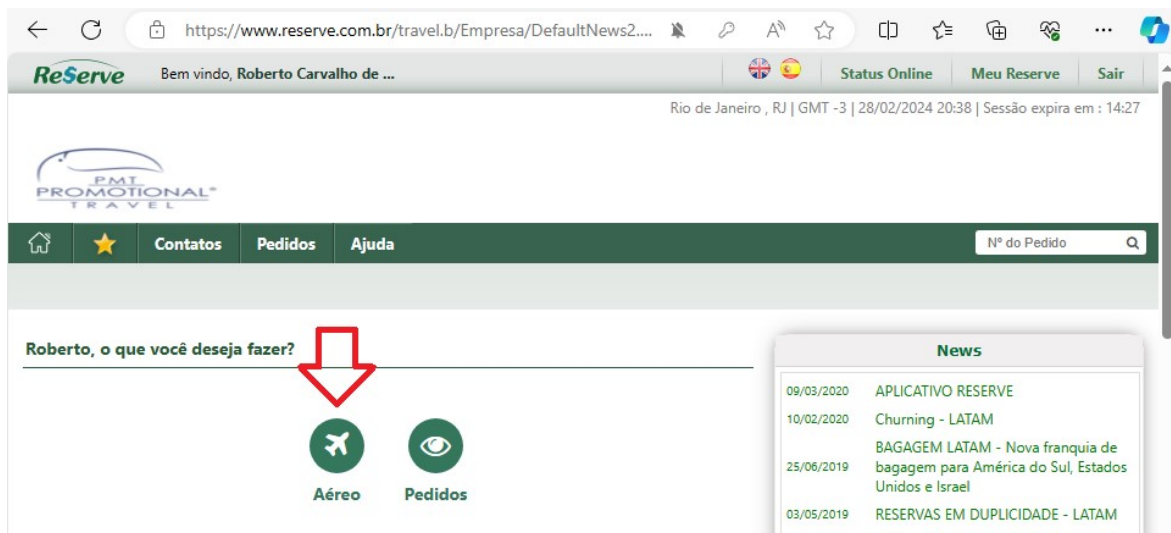 https://www.reserve.com.br/travel.b/Empresa/DefaultNews2....
Reserve Bem vindo, Roberto Carvalho de ... Status Online Meu Reserve Sair
Rio de Janeiro , RJ | GMT -3 | 28/02/2024 20:38 | Sessão expira em : 14:27
PMT
PROMOTIONAL®
TRAVEL
Contatos Pedidos Ajuda Nº do Pedido
Roberto, o que você deseja fazer?
Aéreo Pedidos
News
09/03/2020 APLICATIVO RESERVE
10/02/2020 Churning - LATAM
25/06/2019 BAGAGEM LATAM - Nova franquia de
bagagem para América do Sul, Estados
Unidos e Israel
03/05/2019 RESERVAS EM DUPLICIDADE - LATAM